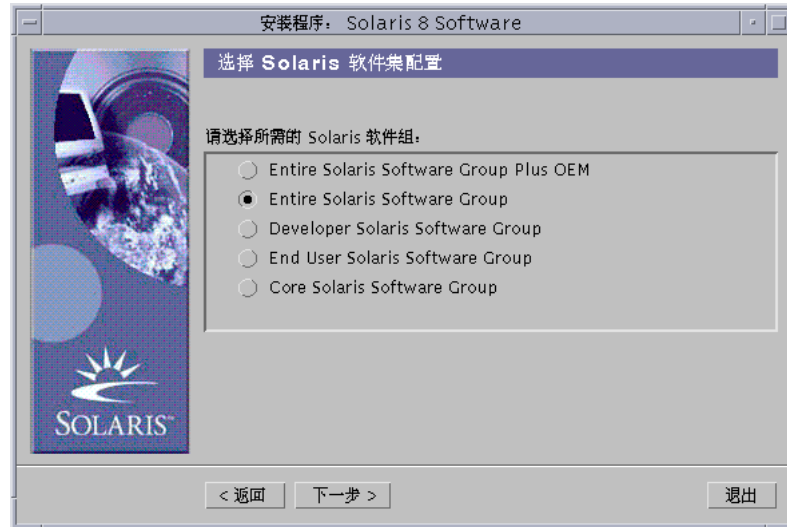 安装程序： Solaris 8 Software
选择 Solaris 软件集配置
请选择所需的 Solaris 软件组：
Entire Solaris Software Group Plus OEM
Entire Solaris Software Group
Developer Solaris Software Group
End User Solaris Software Group
Core Solaris Software Group
SOLARIS™
< 返回
下一步 >
退出